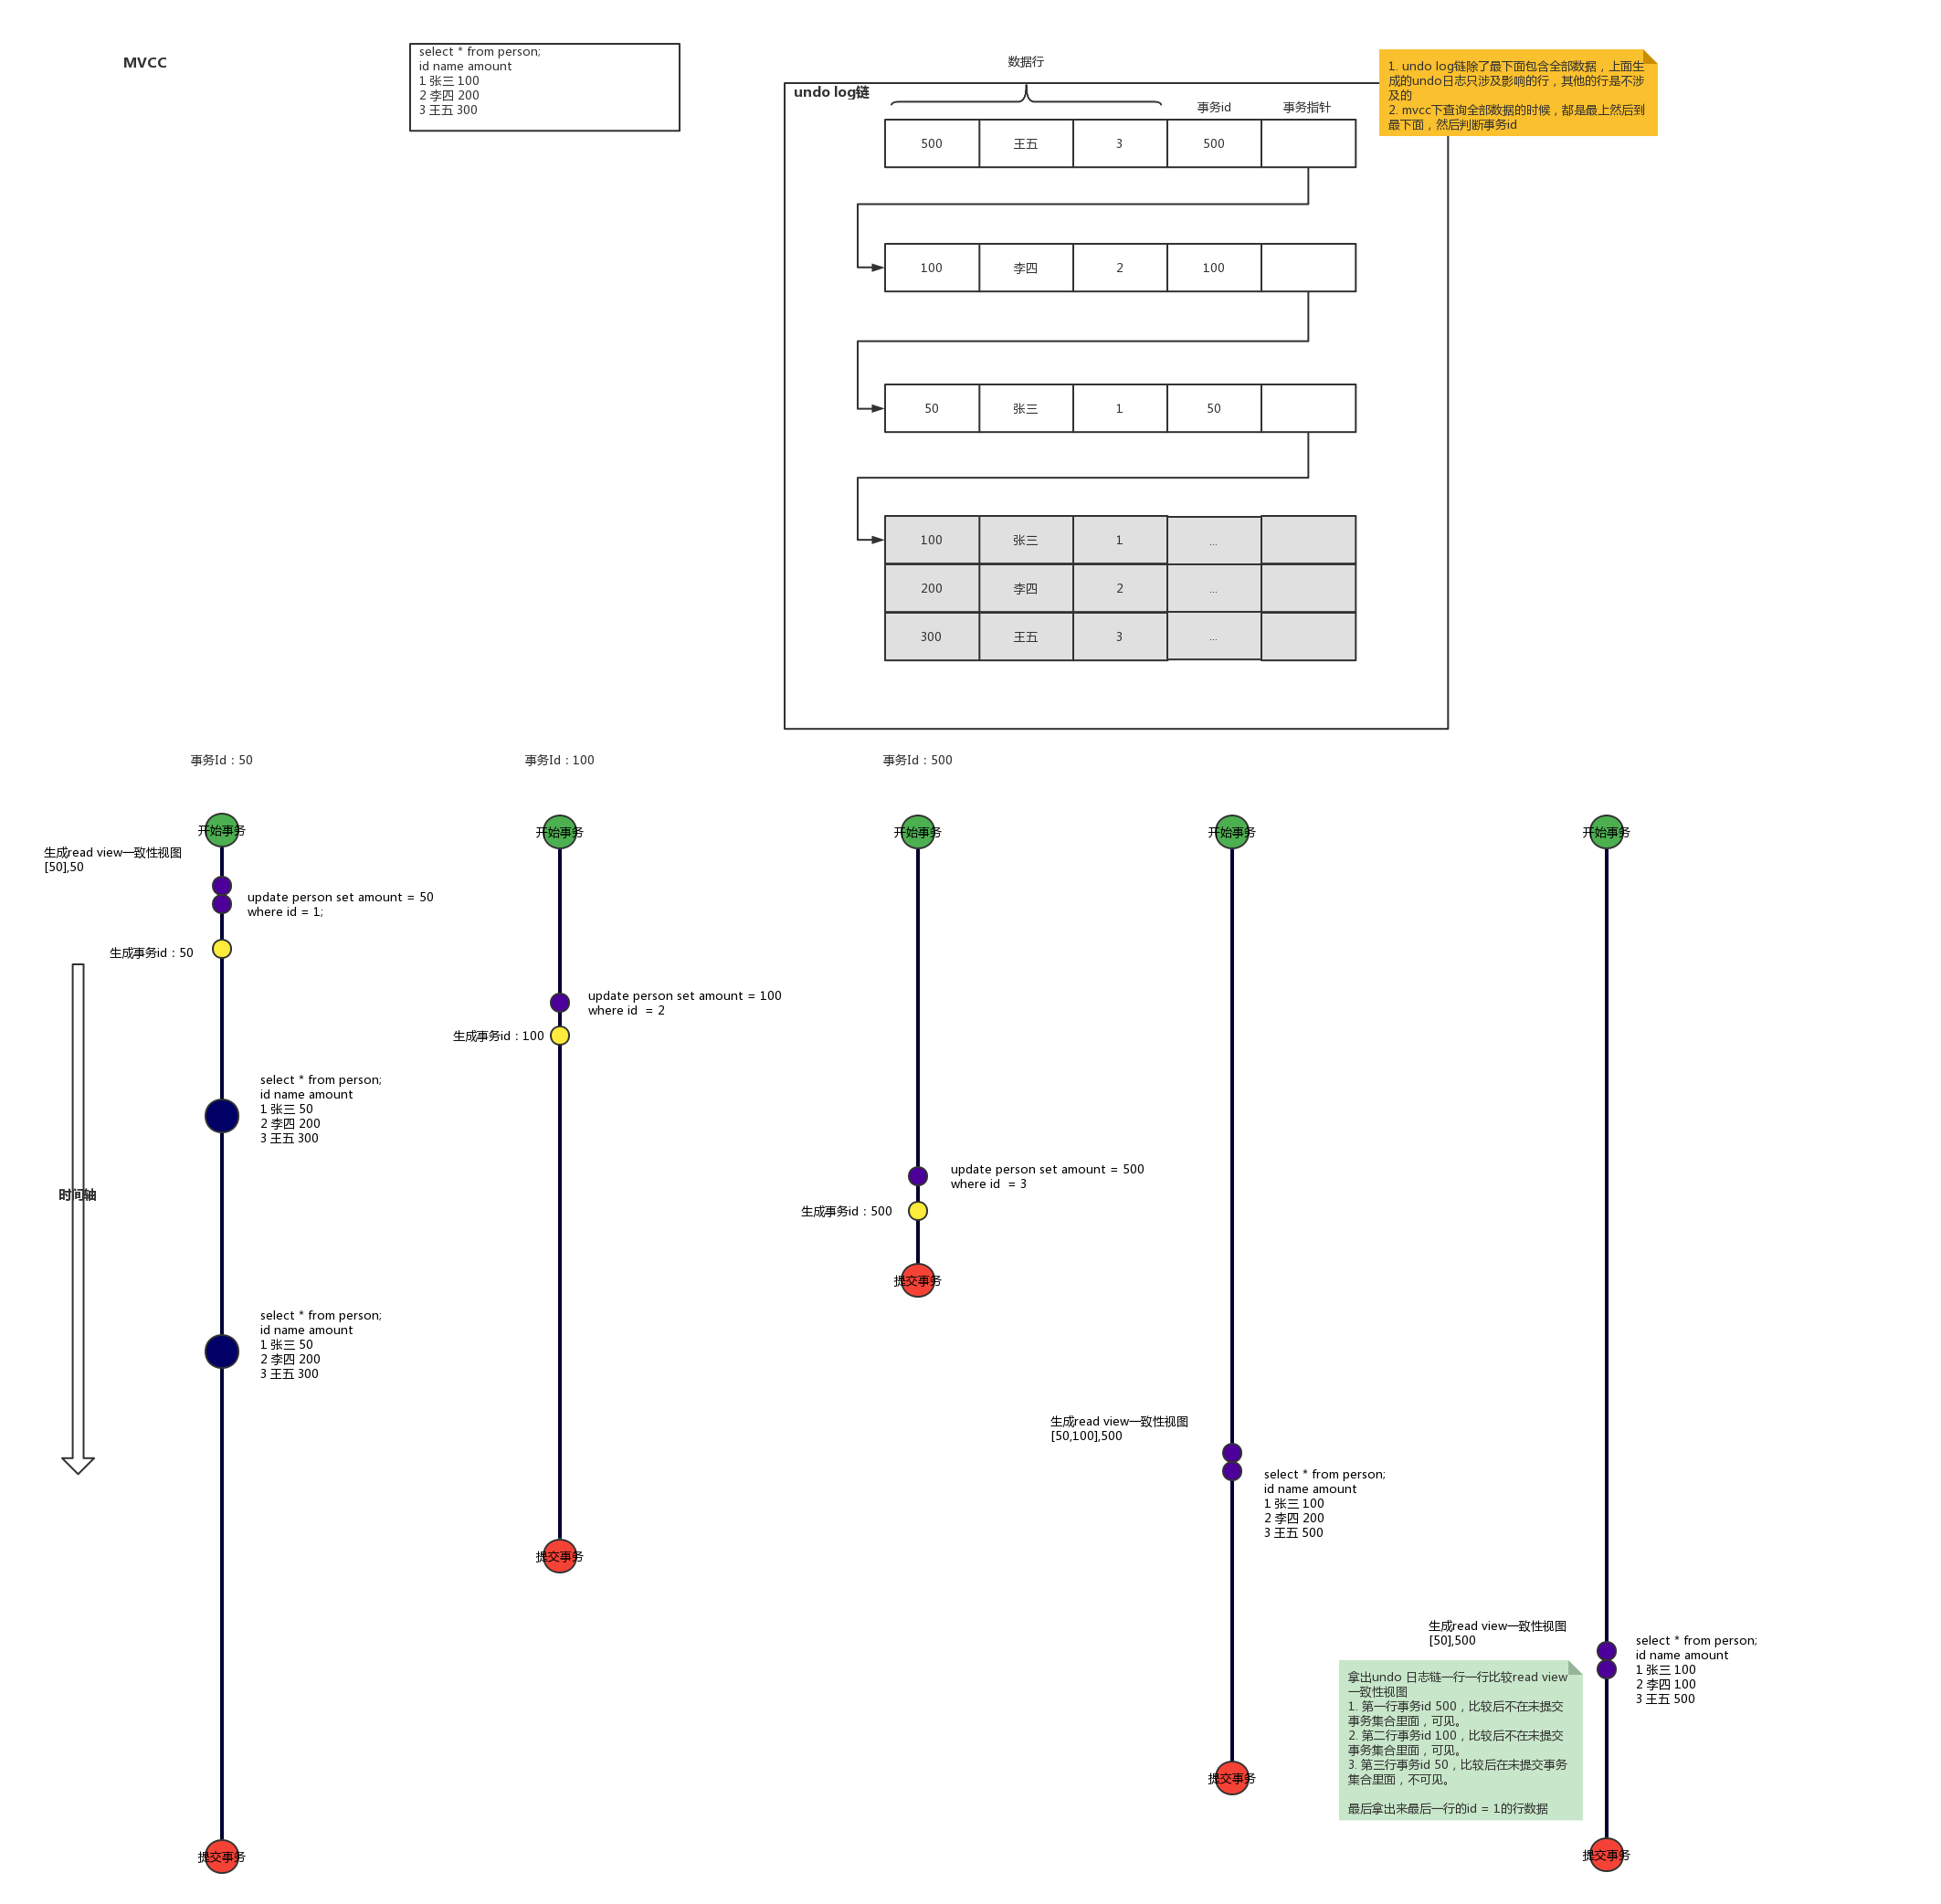 MVCC
select * from person;
id name amount
1 张三 100
2 李四 200
3 王五 300
数据行
undo log链
事务id
事务指针
1. undo log链除了最下面包含全部数据，上面生
成的undo日志只涉及影响的行，其他的行是不涉
及的
2. mvcc下查询全部数据的时候，都是最上然后到
最下面，然后判断事务id
500 王五 3 500
100 李四 2 100
50 张三 1 50
100 张三 1 ...
200 李四 2 ...
300 王五 3 ...
事务Id：50
事务Id：100
事务Id：500
开始事务
开始事务
开始事务
开始事务
开始事务
生成read view一致性视图
[50],50
update person set amount = 50
where id = 1;
生成事务id：50
update person set amount = 100
where id  = 2
生成事务id：100
select * from person;
id name amount
1 张三 50
2 李四 200
3 王五 300
update person set amount = 500
where id  = 3
时间轴
生成事务id：500
提交事务
select * from person;
id name amount
1 张三 50
2 李四 200
3 王五 300
生成read view一致性视图
[50,100],500
select * from person;
id name amount
1 张三 100
2 李四 200
3 王五 500
提交事务
生成read view一致性视图
[50],500
select * from person;
id name amount
1 张三 100
2 李四 100
3 王五 500
拿出undo 日志链一行一行比较read view
一致性视图
1. 第一行事务id 500，比较后不在未提交
事务集合里面，可见。
2. 第二行事务id 100，比较后不在未提交
事务集合里面，可见。
3. 第三行事务id 50，比较后在未提交事务
集合里面，不可见。
最后拿出来最后一行的id = 1的行数据
提交事务
提交事务
提交事务